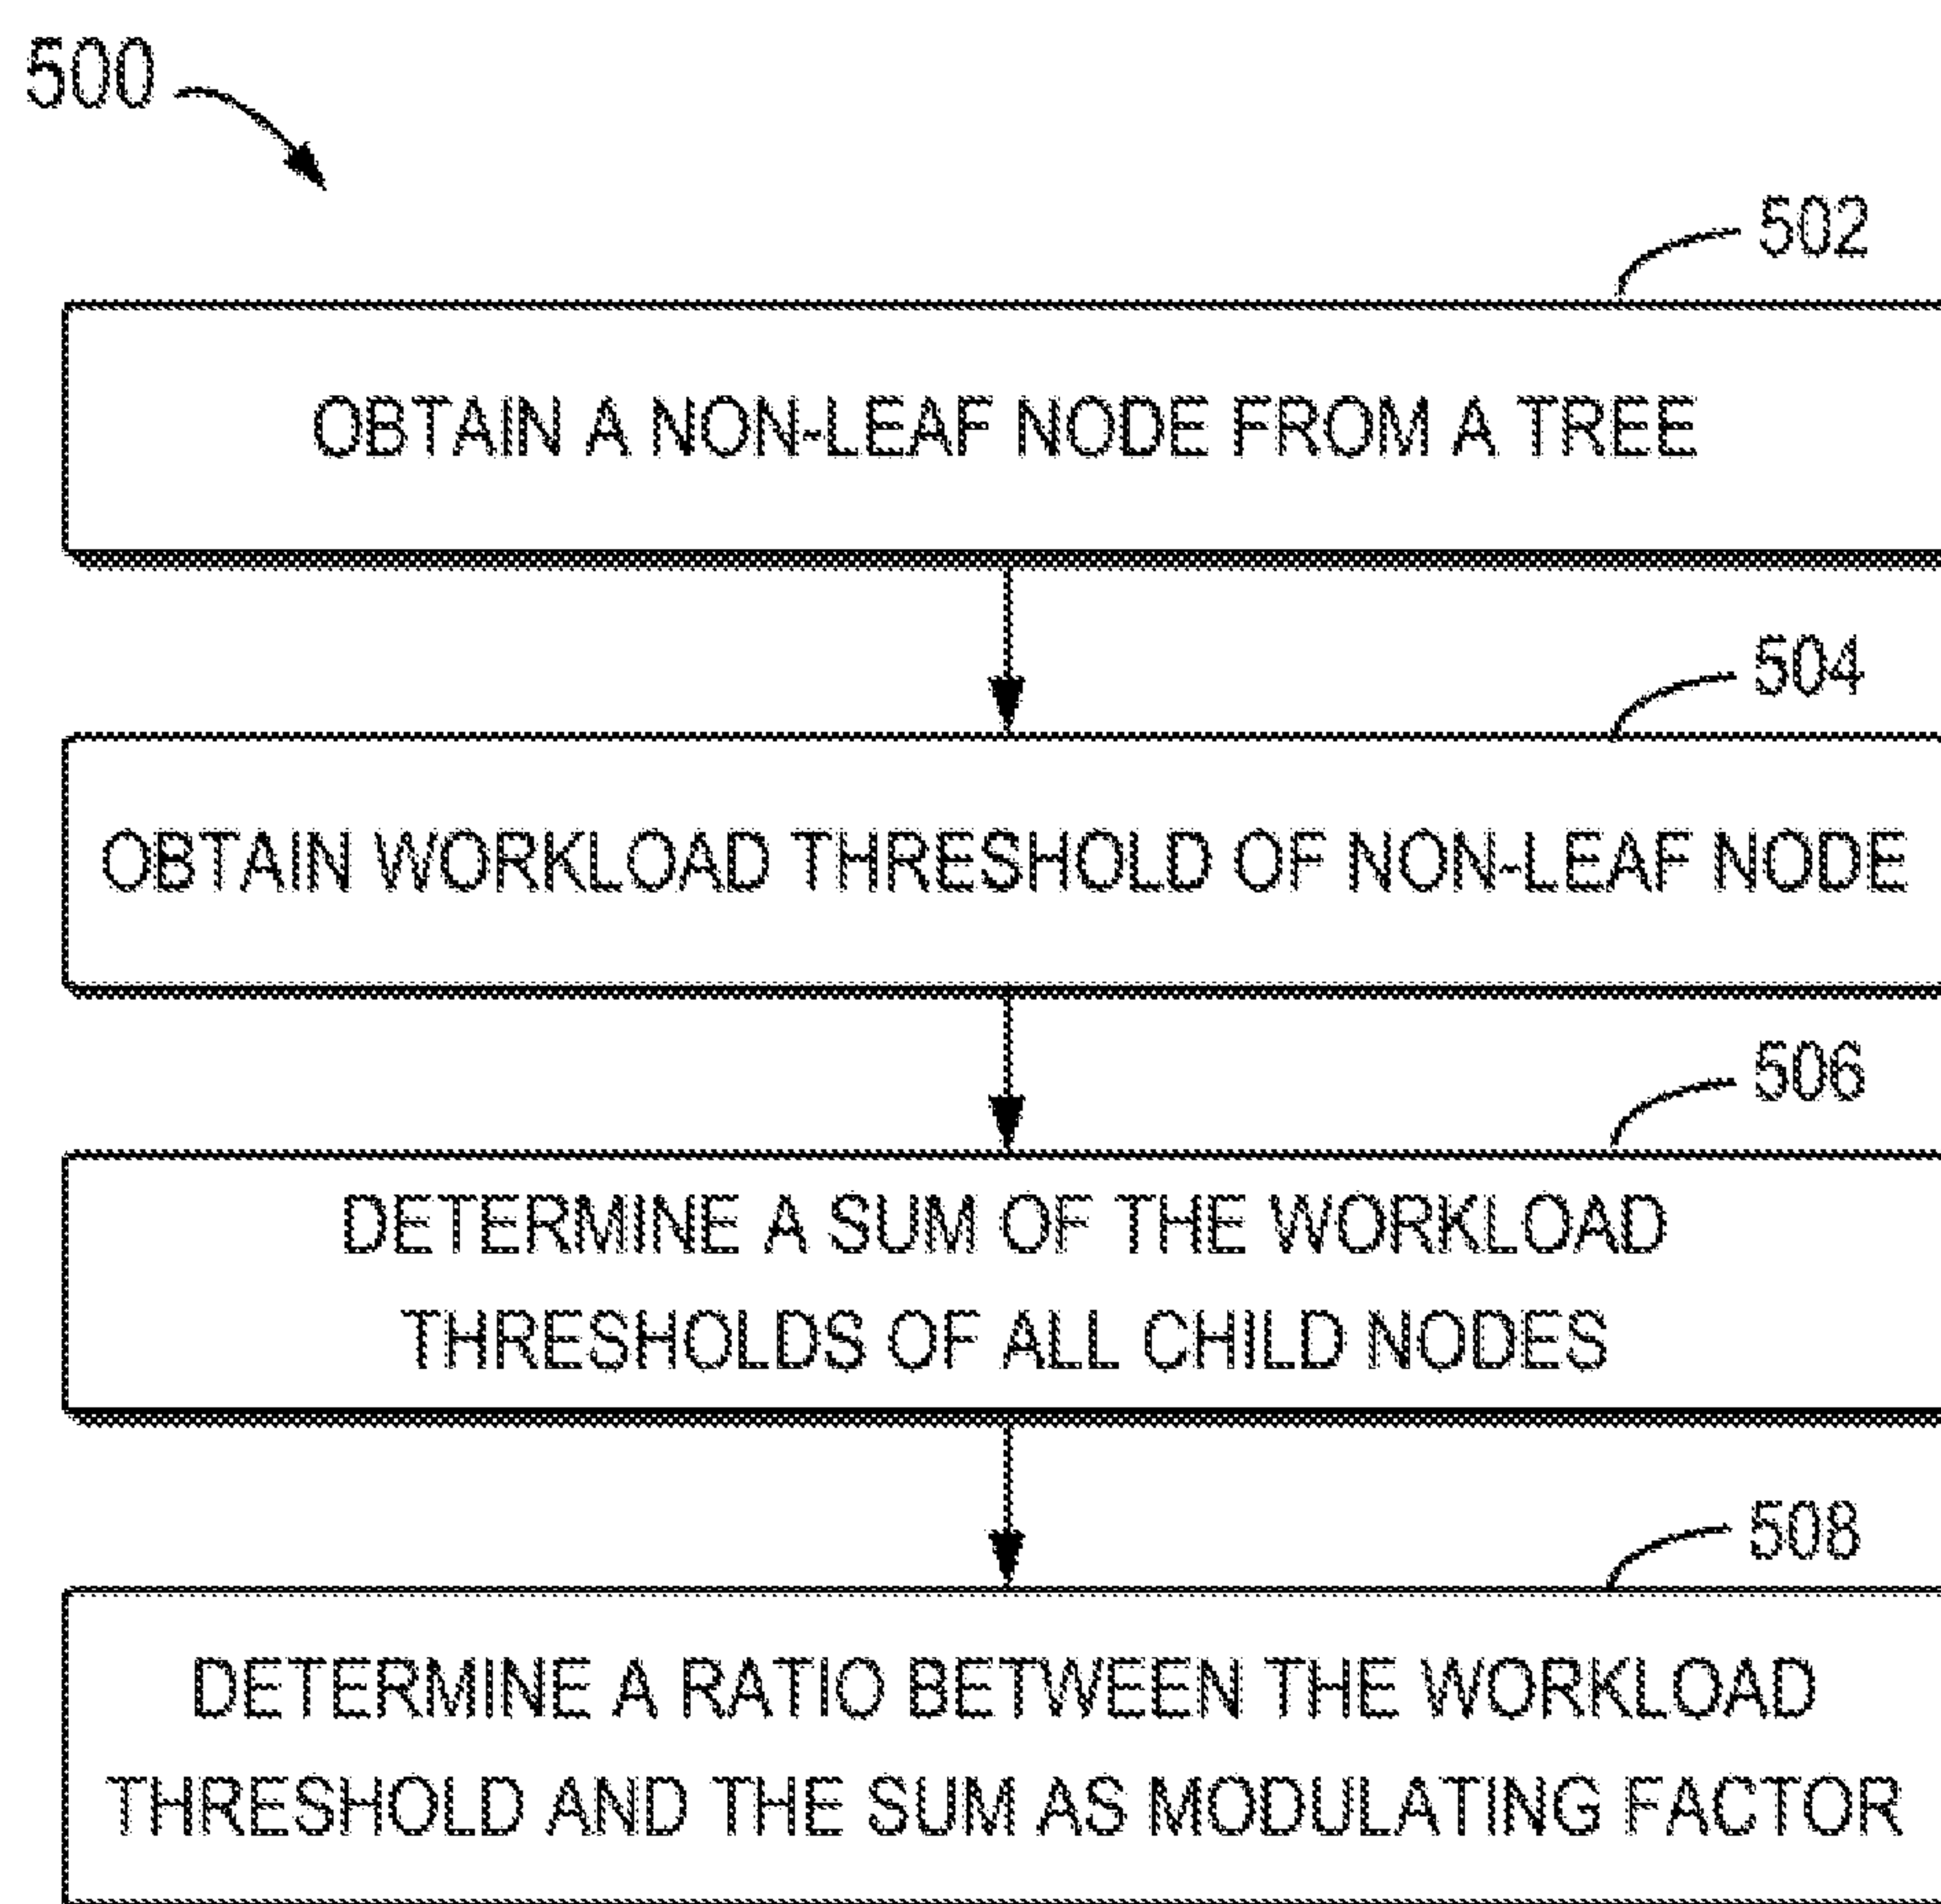 500
502
OBTAIN A NON-LEAF NODE FROM A TREE
504
OBTAIN WORKLOAD THRESHOLD OF NON-LEAF NODE
506
DETERMINE A SUM OF THE WORKLOAD
THRESHOLDS OF ALL CHILD NODES
508
DETERMINE A RATIO BETWEEN THE WORKLOAD
THRESHOLD AND THE SUM AS MODULATING FACTOR